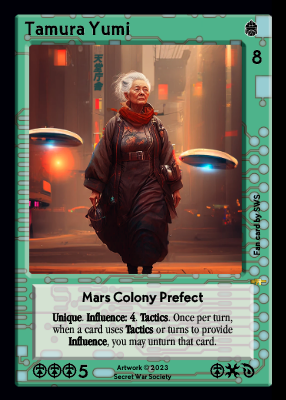 Tamura Yumi
8
Fan card by SWS
Mars Colony Prefect
Unique. Influence: 4. Tactics. Once per turn,
when a card uses Tactics or turns to provide
Influence, you may unturn that card.
5
Artwork © 2023
Secret War Society